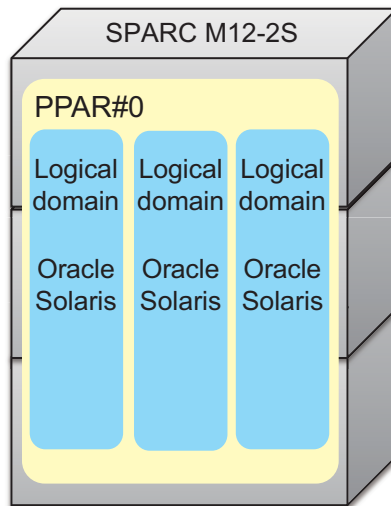 SPARC M12-2S
PPAR#0
Logical
domain
Oracle
Solaris
Logical
domain
Oracle
Solaris
Logical
domain
Oracle
Solaris